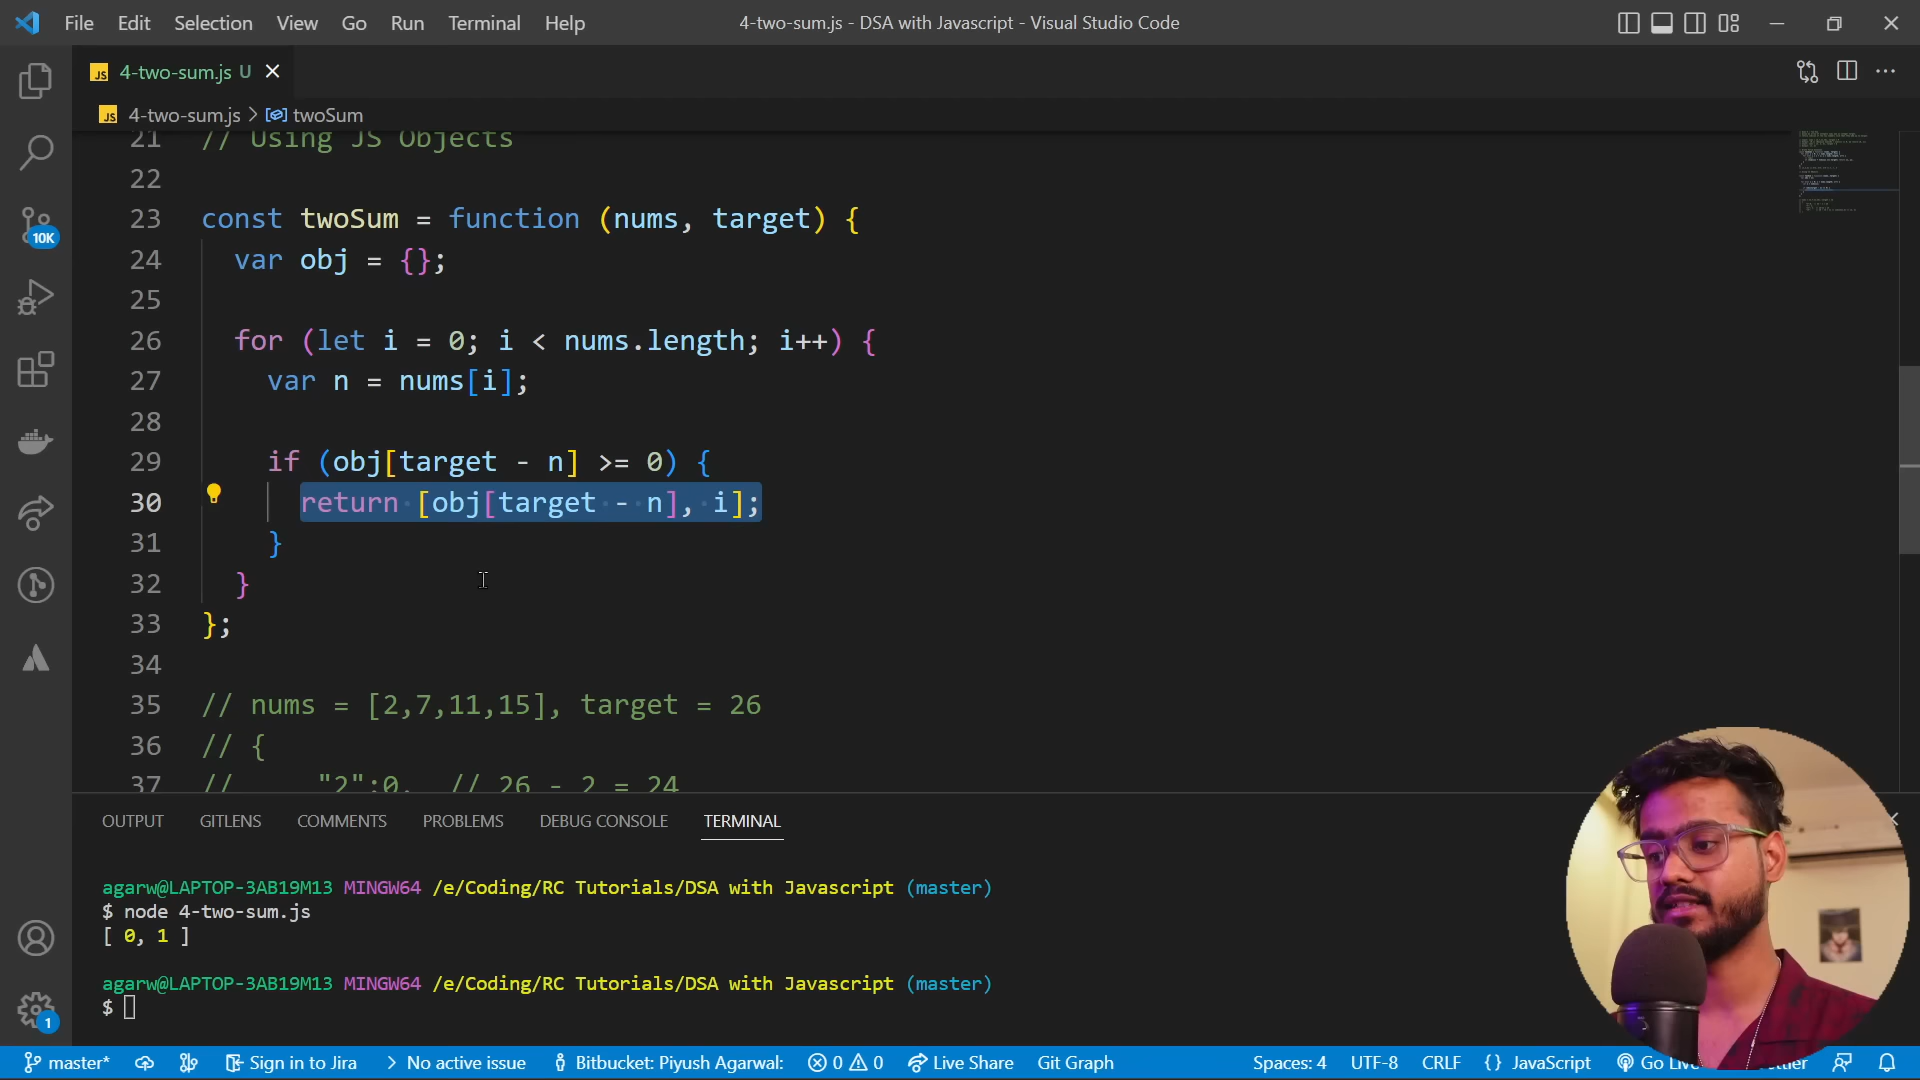 File Edit Selection View Go Run Terminal Help
4-two-sum.js - DSA with Javascript - Visual Studio Code
JS 4-two-sum.js U
JS 4-two-sum.js > twoSum
21 // Using JS Objects
22
23 const twoSum = function (nums, target) {
24 var obj = {};
25
26 for (let i = 0; i < nums.length; i++) {
27 var n = nums[i];
28
29 if (obj[target - n] >= 0) {
30 return [obj[target - n], i];
31 }
32 }
33 };
34
35 // nums = [2,7,11,15], target = 26
36 // {
37 // "2":0, // 26 - 2 = 24
10K
OUTPUT GITLENS COMMENTS PROBLEMS DEBUG CONSOLE TERMINAL
agarw@LAPTOP-3AB19M13 MINGW64 /e/Coding/RC Tutorials/DSA with Javascript (master)
$ node 4-two-sum.js
[ 0, 1 ]
agarw@LAPTOP-3AB19M13 MINGW64 /e/Coding/RC Tutorials/DSA with Javascript (master)
$
1
master* Sign in to Jira No active issue Bitbucket: Piyush Agarwal: 0 0 Live Share Git Graph Spaces: 4 UTF-8 CRLF {} JavaScript Go